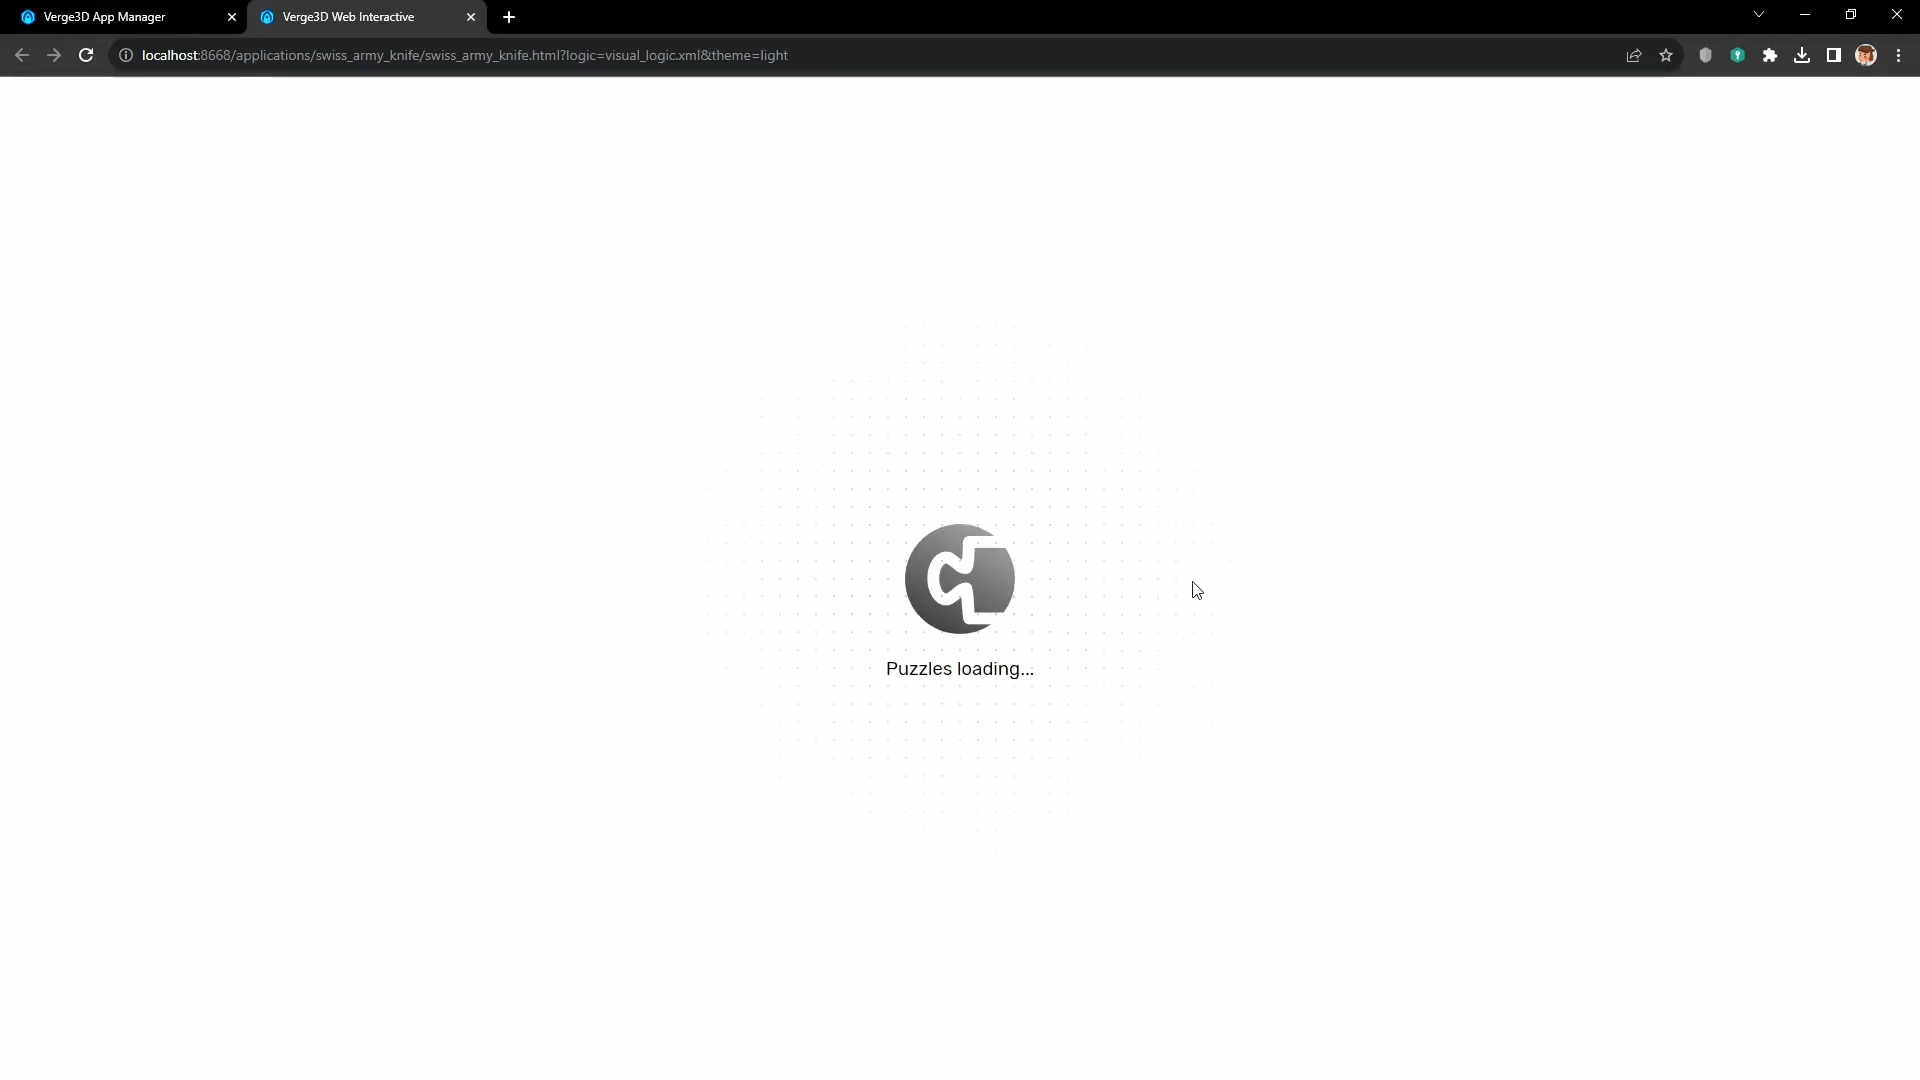 Verge3D App Manager
Verge3D Web Interactive
localhost:8668/applications/swiss_army_knife/swiss_army_knife.html?logic=visual_logic.xml&theme=light
Puzzles loading...